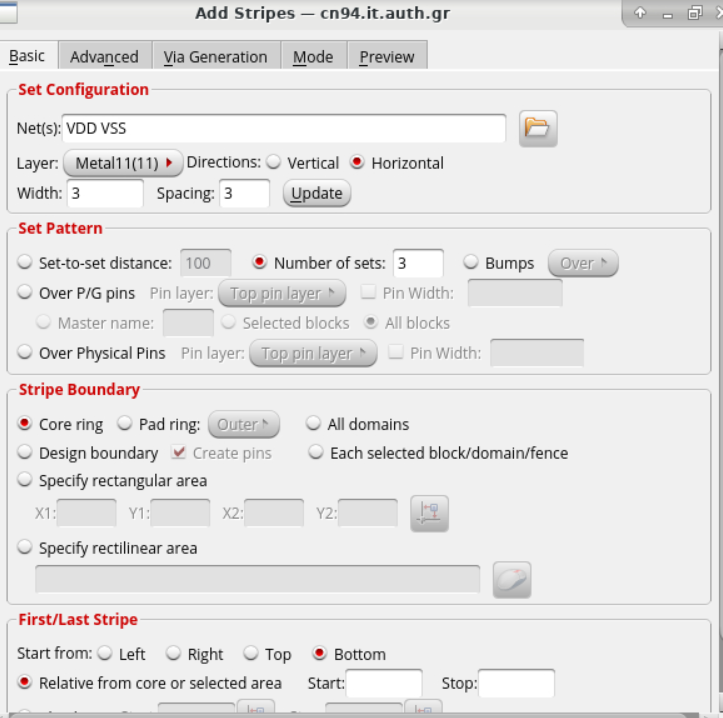 Add Stripes — cn94.it.auth.gr
Basic Advanced Via Generation Mode Preview
Set Configuration
Net(s): VDD VSS
Layer: Metal11(11) Directions: Vertical Horizontal
Width: 3 Spacing: 3 Update
Set Pattern
Set-to-set distance: 100 Number of sets: 3 Bumps Over
Over P/G pins Pin layer: Top pin layer Pin Width:
Master name: Selected blocks All blocks
Over Physical Pins Pin layer: Top pin layer Pin Width:
Stripe Boundary
Core ring Pad ring: Outer All domains
Design boundary Create pins Each selected block/domain/fence
Specify rectangular area
X1: Y1: X2: Y2:
Specify rectilinear area
First/Last Stripe
Start from: Left Right Top Bottom
Relative from core or selected area Start: Stop: